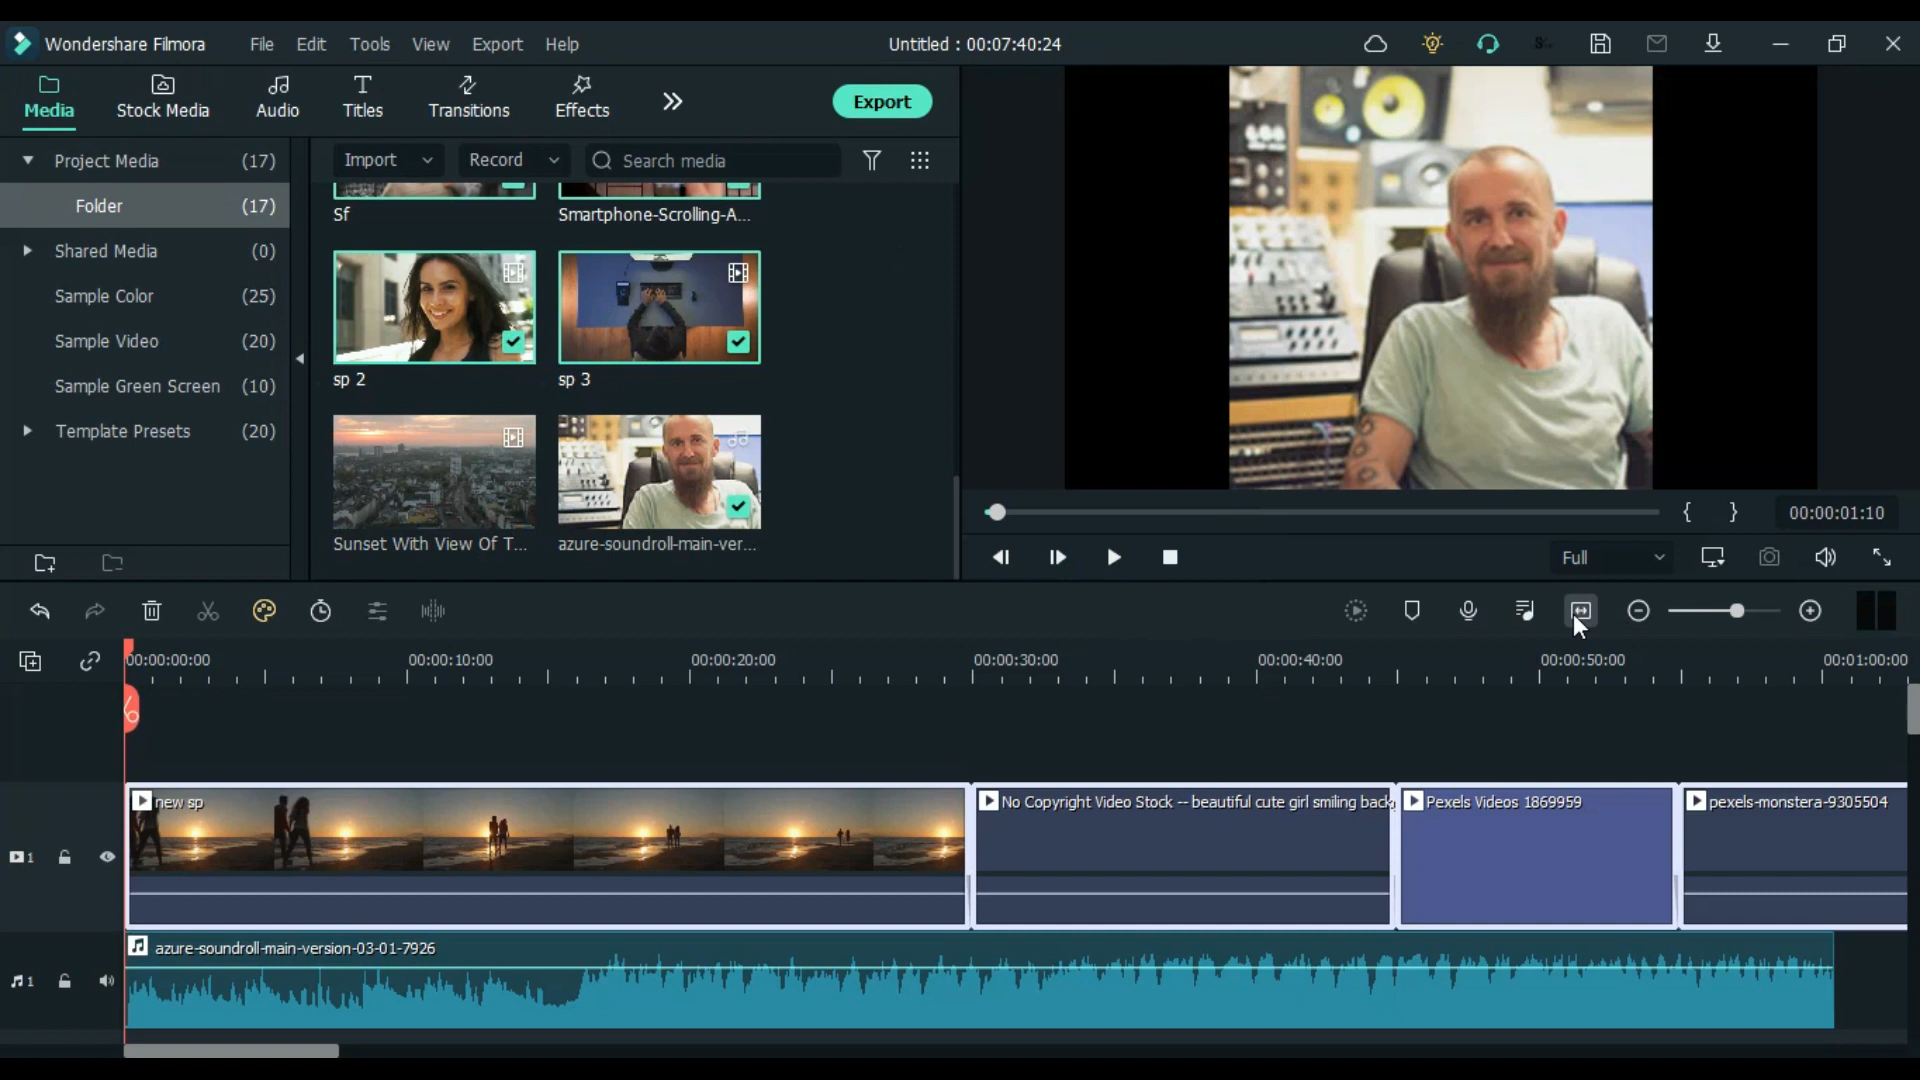 Wondershare Filmora File Edit Tools View Export Help Untitled : 00:07:40:24
Media Stock Media Audio Titles Transitions Effects Export
Project Media (17) Import Record Search media
Folder (17) Sf Smartphone-Scrolling-A...
Shared Media (0)
Sample Color (25)
Sample Video (20)
Sample Green Screen (10) sp 2 sp 3
Template Presets (20)
00:00:01:10
Sunset With View Of T... azure-soundroll-main-ver... Full
00:00:00:00 00:00:10:00 00:00:20:00 00:00:30:00 00:00:40:00 00:00:50:00 00:01:00:00
new sp No Copyright Video Stock -- beautiful cute girl smiling back Pexels Videos 1869959 pexels-monstera-9305504
1
azure-soundroll-main-version-03-01-7926
1